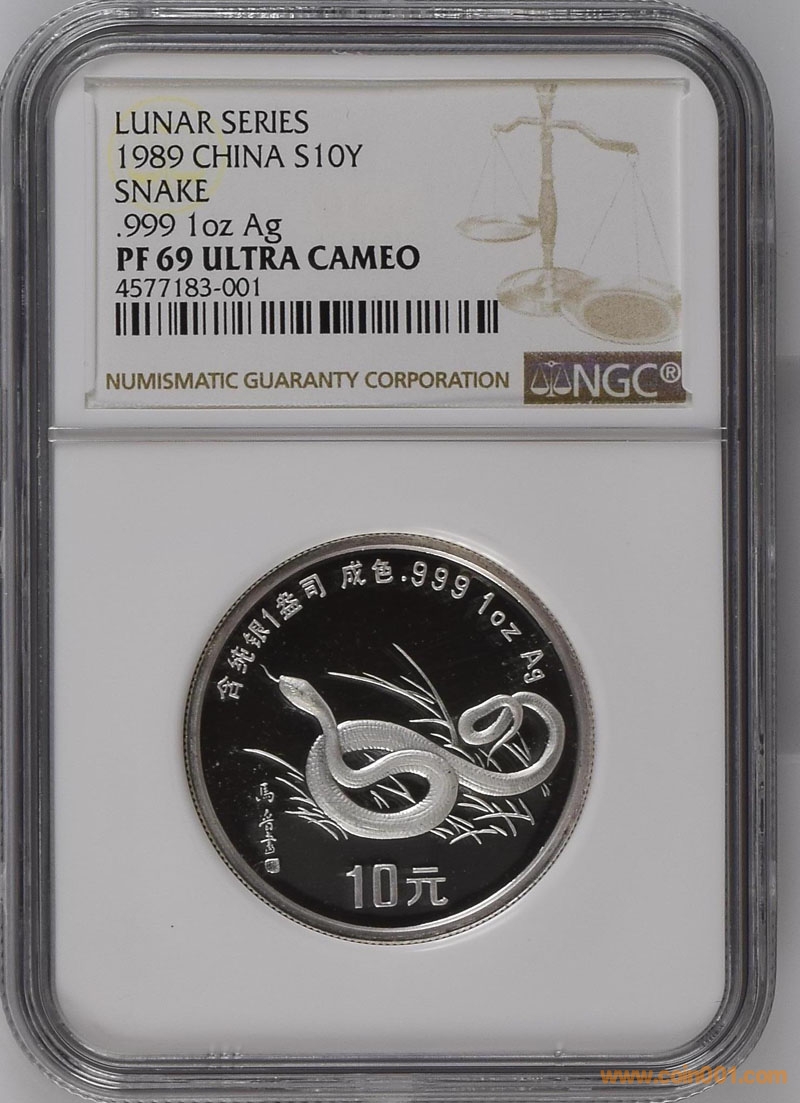 LUNAR SERIES
1989 CHINA S10Y
SNAKE
.999 1oz Ag
PF 69 ULTRA CAMEO
4577183-001
NUMISMATIC GUARANTY CORPORATION
NGC®
含纯银1盎司 成色.999 1oz Ag
10元
www.coin001.com